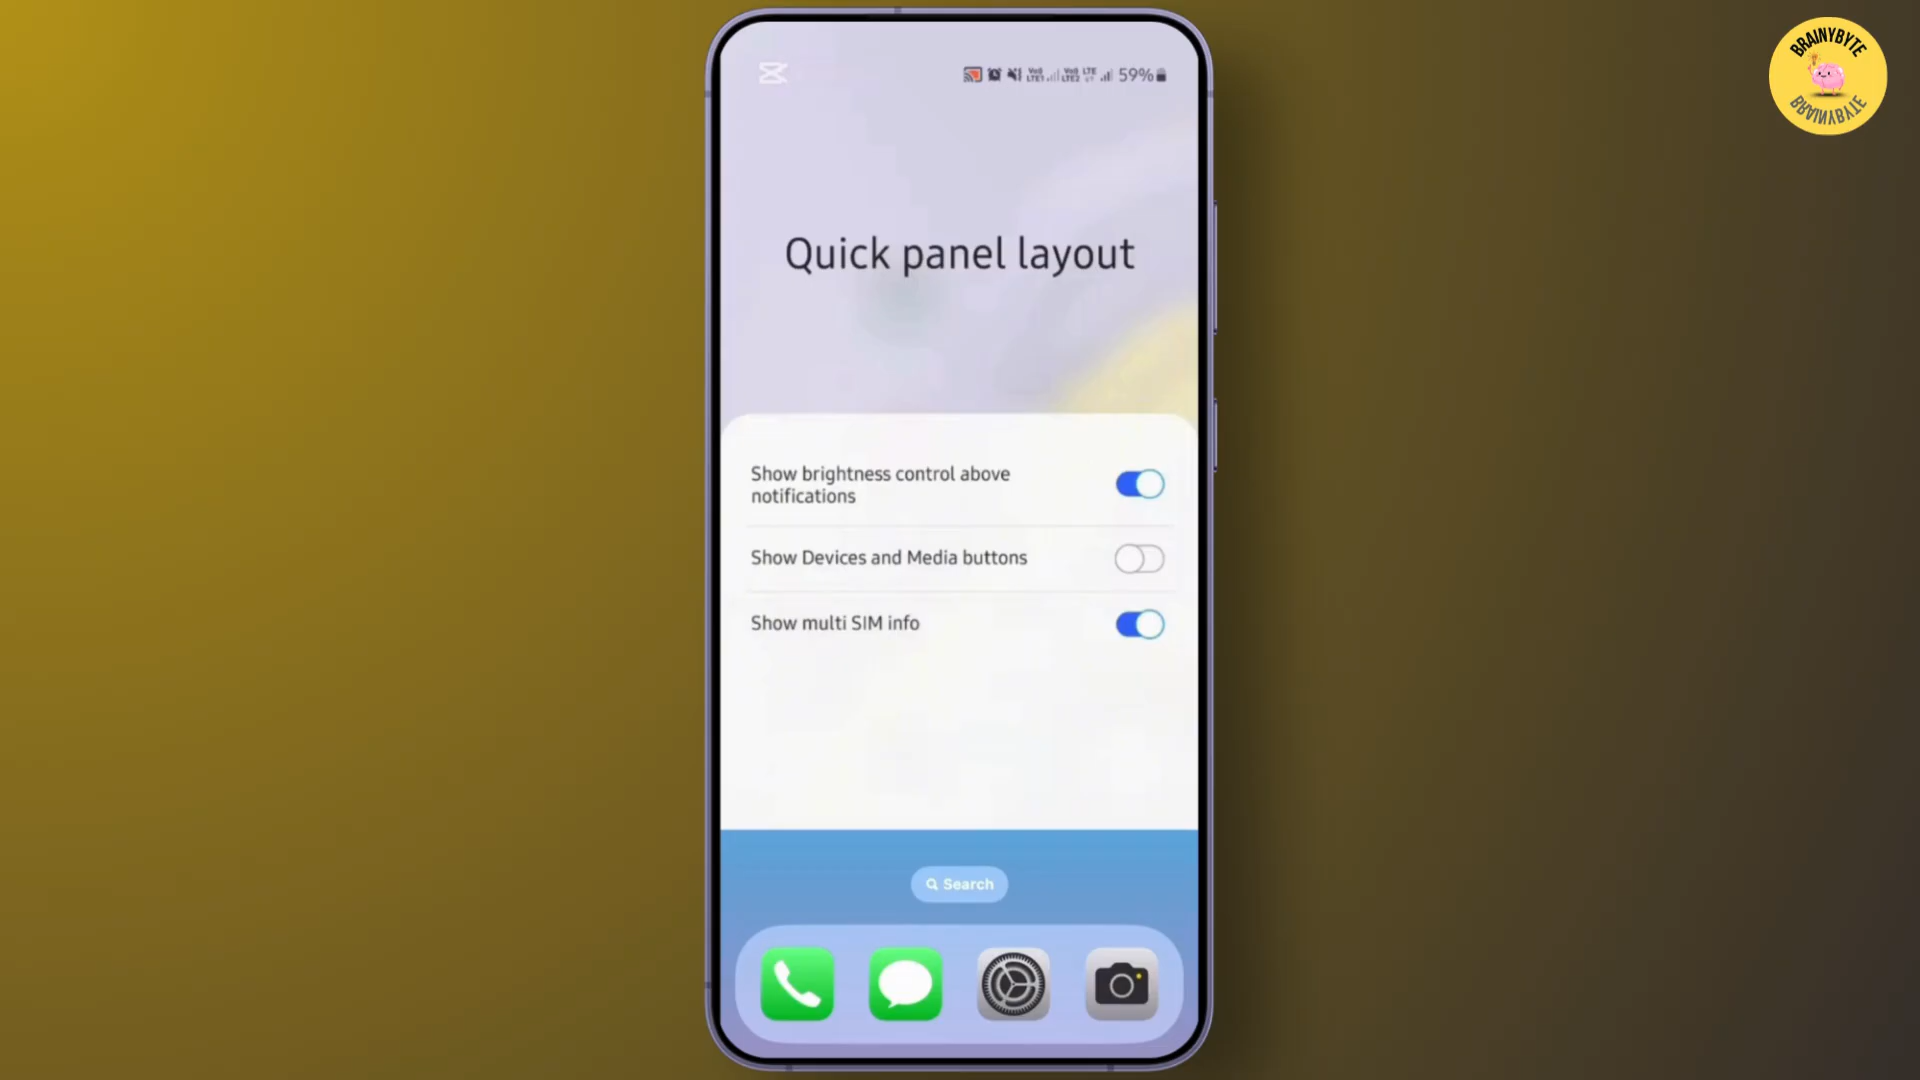 BRAINYBYTE
BRAINYBYTE
59%
Quick panel layout
Show brightness control above
notifications
Show Devices and Media buttons
Show multi SIM info
Search